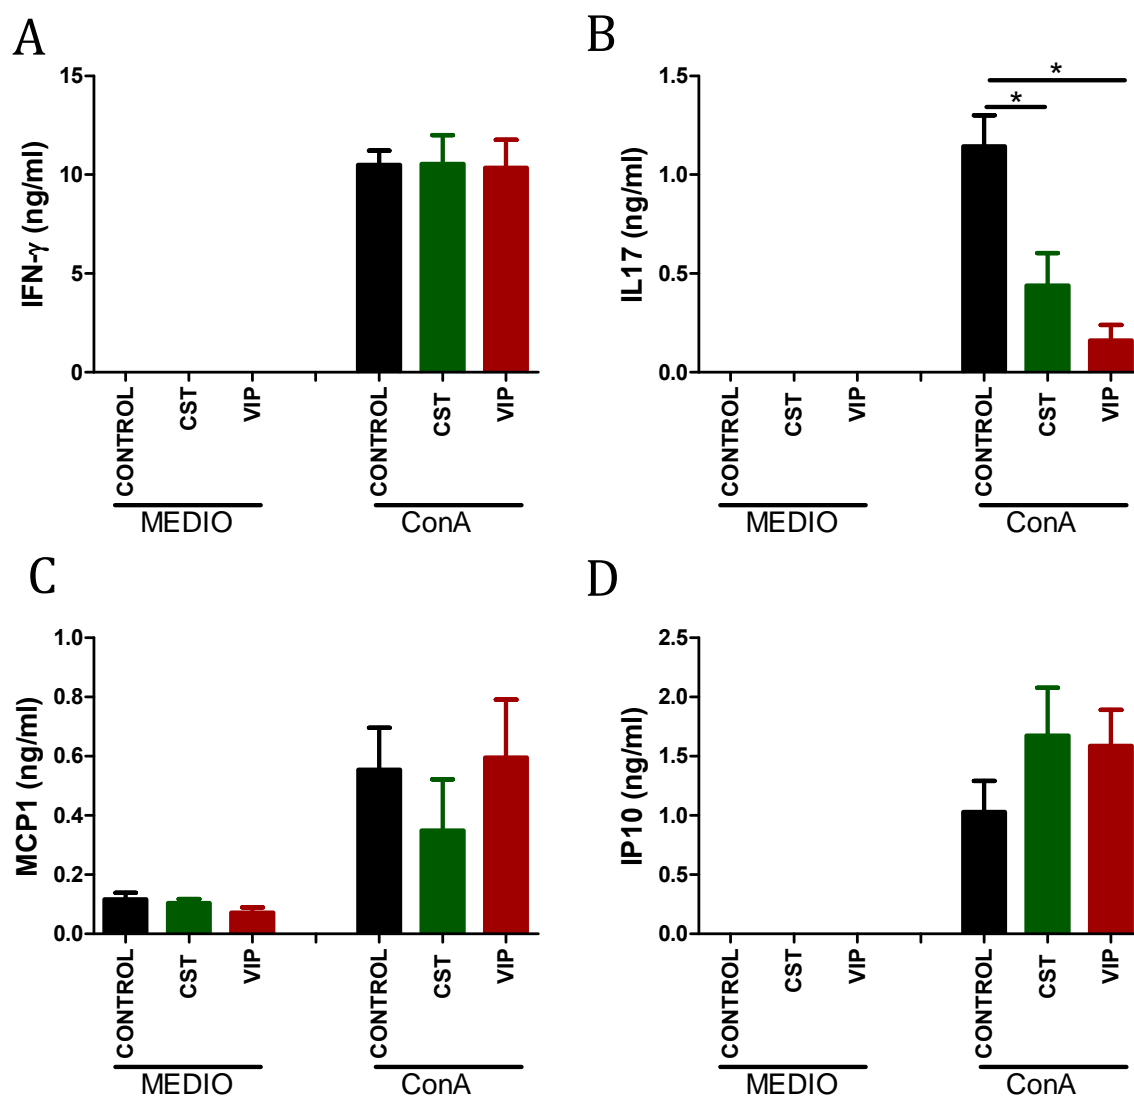 A
IFN-γ (ng/ml)
15
10
5
0
CONTROL
CST
VIP
CONTROL
CST
VIP
MEDIO
ConA
B
IL17 (ng/ml)
1.5
1.0
0.5
0.0
*
*
CONTROL
CST
VIP
CONTROL
CST
VIP
MEDIO
ConA
C
MCP1 (ng/ml)
1.0
0.8
0.6
0.4
0.2
0.0
CONTROL
CST
VIP
CONTROL
CST
VIP
MEDIO
ConA
D
IP10 (ng/ml)
2.5
2.0
1.5
1.0
0.5
0.0
CONTROL
CST
VIP
CONTROL
CST
VIP
MEDIO
ConA